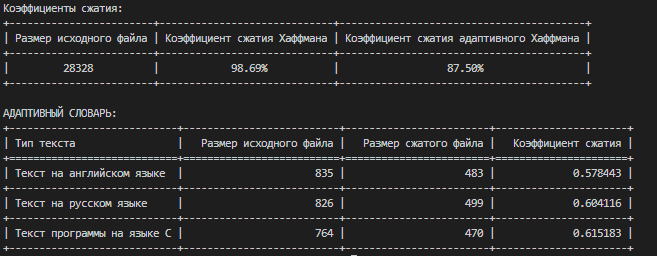 Коэффициенты сжатия:
Размер исходного файла | Коэффициент сжатия Хаффмана | Коэффициент сжатия адаптивного Хаффмана
28328 | 98.69% | 87.50%
АДАПТИВНЫЙ СЛОВАРЬ:
Тип текста | Размер исходного файла | Размер сжатого файла | Коэффициент сжатия
Текст на английском языке | 835 | 483 | 0.578443
Текст на русском языке | 826 | 499 | 0.604116
Текст программы на языке C | 764 | 470 | 0.615183